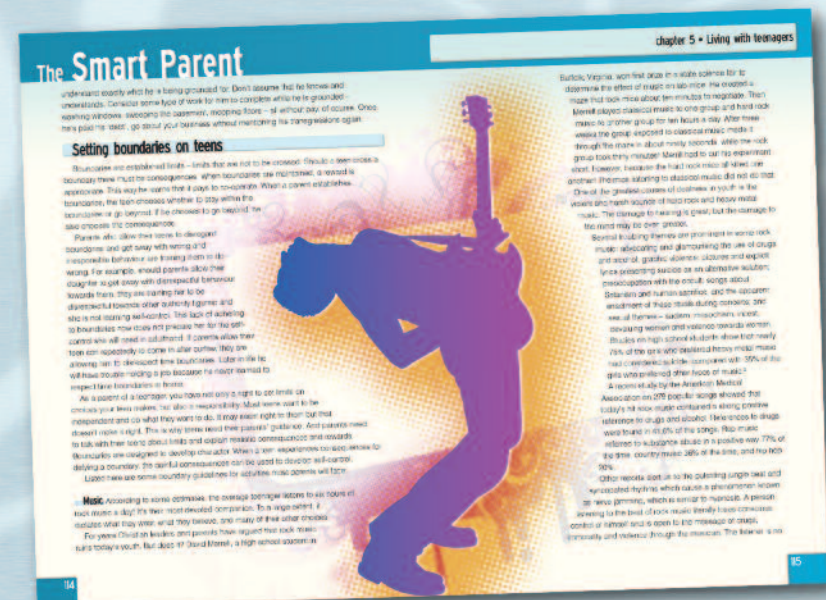 The Smart Parent
understand exactly what he is being grounded for. Don't assume that he knows and
understands. Consider some type of work for him to complete while he is grounded –
washing windows, sweeping the basement, mopping floors – all without pay, of course. Once
he's paid his 'debt', go about your business without mentioning his transgressions again.
Setting boundaries on teens
Boundaries are established limits – limits that are not to be crossed. Should a teen cross a
boundary there must be consequences. When boundaries are maintained, a reward is
appropriate. This way he learns that it pays to co-operate. When a parent establishes
boundaries, the teen chooses whether to stay within the
boundaries or go beyond. If he chooses to go beyond, he
also chooses the consequences.
Parents who allow their teens to disregard
boundaries and get away with wrong and
irresponsible behaviour are training them to do
wrong. For example, should parents allow their
daughter to get away with disrespectful behaviour
towards them, they are training her to be
disrespectful towards other authority figures and
she is not learning self-control. This lack of adhering
to boundaries now does not prepare her for the self-
control she will need in adulthood. If parents allow their
teen son repeatedly to come in after curfew, they are
allowing him to disrespect time boundaries. Later in life he
will have trouble holding a job because he never learned to
respect time boundaries at home.
As a parent of a teenager you have not only a right to set limits on
choices your teen makes, but also a responsibility. Most teens want to be
independent and do what they want to do. It may seem right to them but that
doesn't make it right. This is why teens need their parents' guidance. And parents need
to talk with their teens about limits and explain realistic consequences and rewards.
Boundaries are designed to develop character. When a teen experiences consequences for
defying a boundary, the painful consequences can be used to develop self-control.
Listed here are some boundary guidelines for activities most parents will face.
Music According to some estimates, the average teenager listens to six hours of
rock music a day! It's their most devoted companion. To a large extent, it
dictates what they wear, what they believe, and many of their other choices.
For years Christian leaders and parents have argued that rock music
ruins today's youth. But does it? David Merrell, a high school student in
114
chapter 5 • Living with teenagers
Suffolk, Virginia, won first prize in a state science fair to
determine the effect of music on lab mice. He created a
maze that took mice about ten minutes to negotiate. Then
Merrell played classical music to one group and hard rock
music to another group for ten hours a day. After three
weeks the group exposed to classical music made it
through the maze in about ninety seconds, while the rock
group took thirty minutes! Merrell had to cut his experiment
short, however, because the hard rock mice all killed one
another! The mice listening to classical music did not do that.
One of the greatest causes of deafness in youth is the
violent and harsh sounds of hard rock and heavy metal
music. The damage to hearing is great, but the damage to
the mind may be even greater.
Several troubling themes are prominent in some rock
music: advocating and glamourising the use of drugs
and alcohol; graphic violence; pictures and explicit
lyrics presenting suicide as an alternative solution;
preoccupation with the occult; songs about
Satanism and human sacrifice, and the apparent
enactment of these rituals during concerts; and
sexual themes – sadism, masochism, incest,
devaluing women and violence towards women.
Studies on high school students show that nearly
75% of the girls who preferred heavy metal music
had considered suicide, compared with 35% of the
girls who preferred other types of music.
A recent study by the American Medical
Association on 279 popular songs showed that
today's hit rock music contained a strong positive
reference to drugs and alcohol. References to drugs
were found in 41.6% of the songs. Rap music
referred to substance abuse in a positive way 77% of
the time, country music 36% of the time, and hip hop
20%.
Other reports alert us to the pulsating jungle beat and
syncopated rhythms which cause a phenomenon known
as nerve jamming, which is similar to hypnosis. A person
listening to the beat of rock music literally loses conscious
control of himself and is open to the message of drugs,
immorality and violence through the musician. The listener is no
115